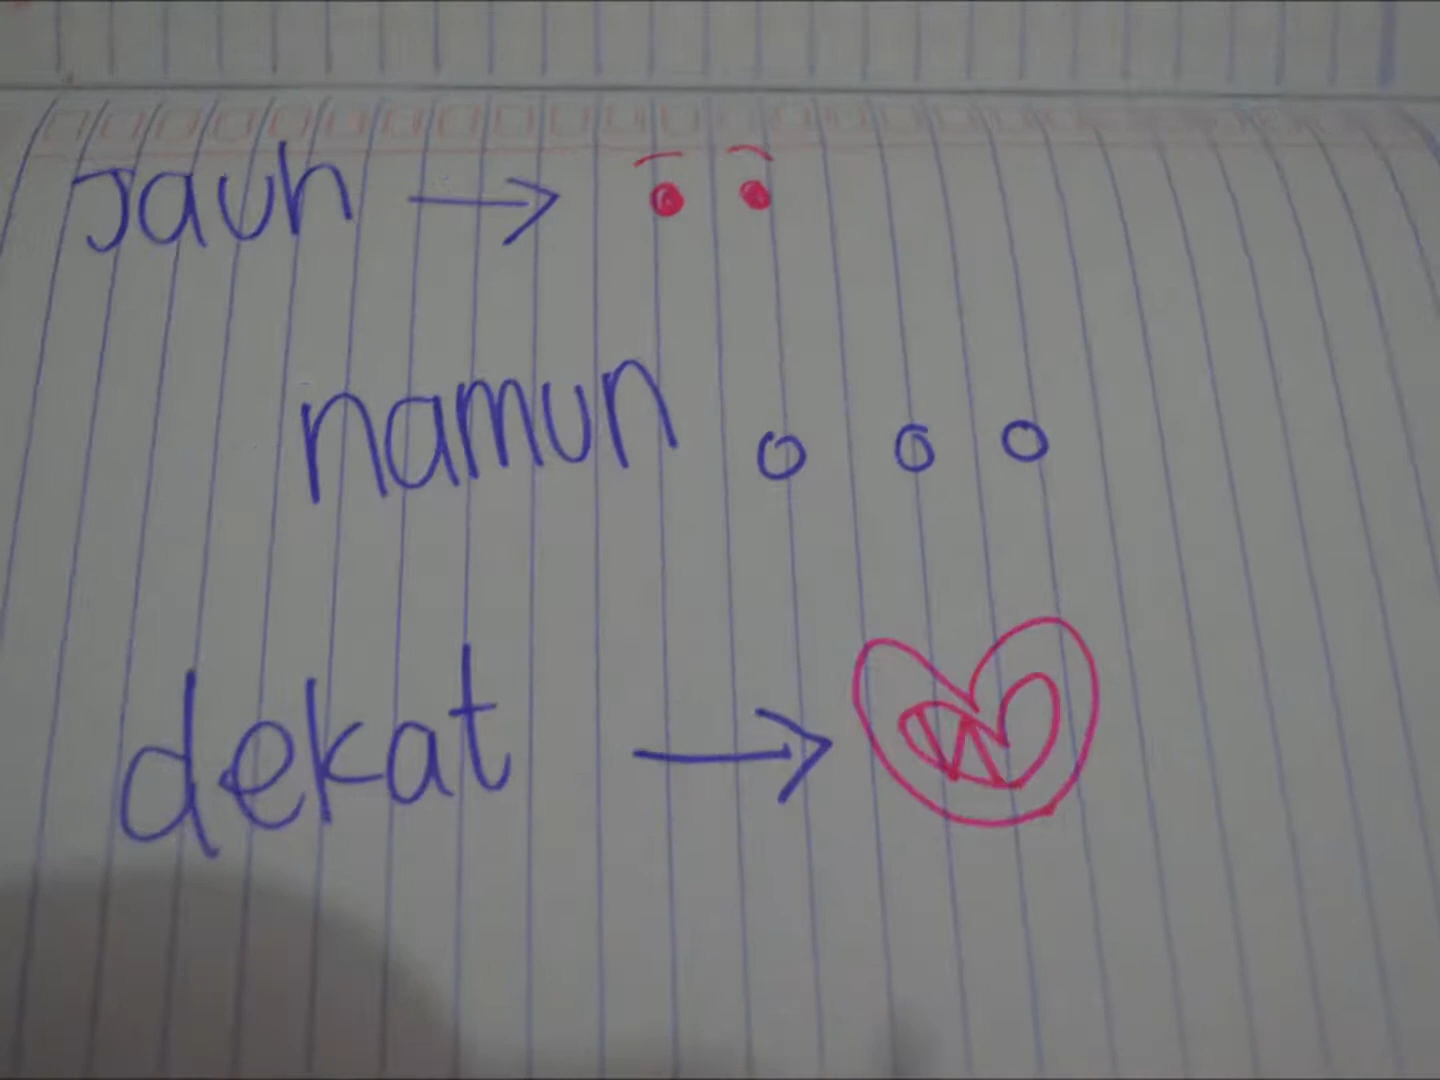 Jauh →
namun . . .
dekat →